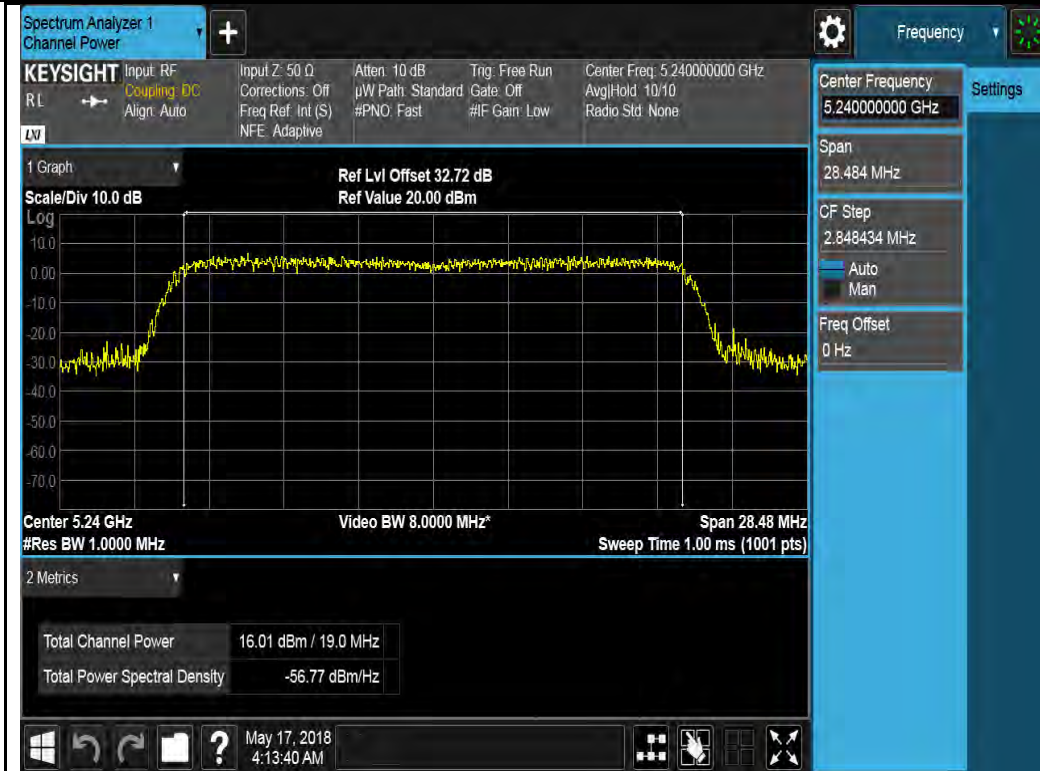 Spectrum Analyzer 1
Channel Power
+
Frequency
KEYSIGHT
RL
LXI
Input: RF
Coupling: DC
Align: Auto
Input Z: 50 Ω
Corrections: Off
Freq Ref: Int (S)
NFE: Adaptive
Atten: 10 dB
µW Path: Standard
#PNO: Fast
Trig: Free Run
Gate: Off
#IF Gain: Low
Center Freq: 5.240000000 GHz
Avg|Hold: 10/10
Radio Std: None
Center Frequency
5.240000000 GHz
Settings
Span
28.484 MHz
CF Step
2.848434 MHz
Auto
Man
Freq Offset
0 Hz
1 Graph
Scale/Div 10.0 dB
Ref Lvl Offset 32.72 dB
Ref Value 20.00 dBm
Log
10.0
0.00
-10.0
-20.0
-30.0
-40.0
-50.0
-60.0
-70.0
Center 5.24 GHz
#Res BW 1.0000 MHz
Video BW 8.0000 MHz*
Span 28.48 MHz
Sweep Time 1.00 ms (1001 pts)
2 Metrics
Total Channel Power 16.01 dBm / 19.0 MHz
Total Power Spectral Density -56.77 dBm/Hz
?
May 17, 2018
4:13:40 AM